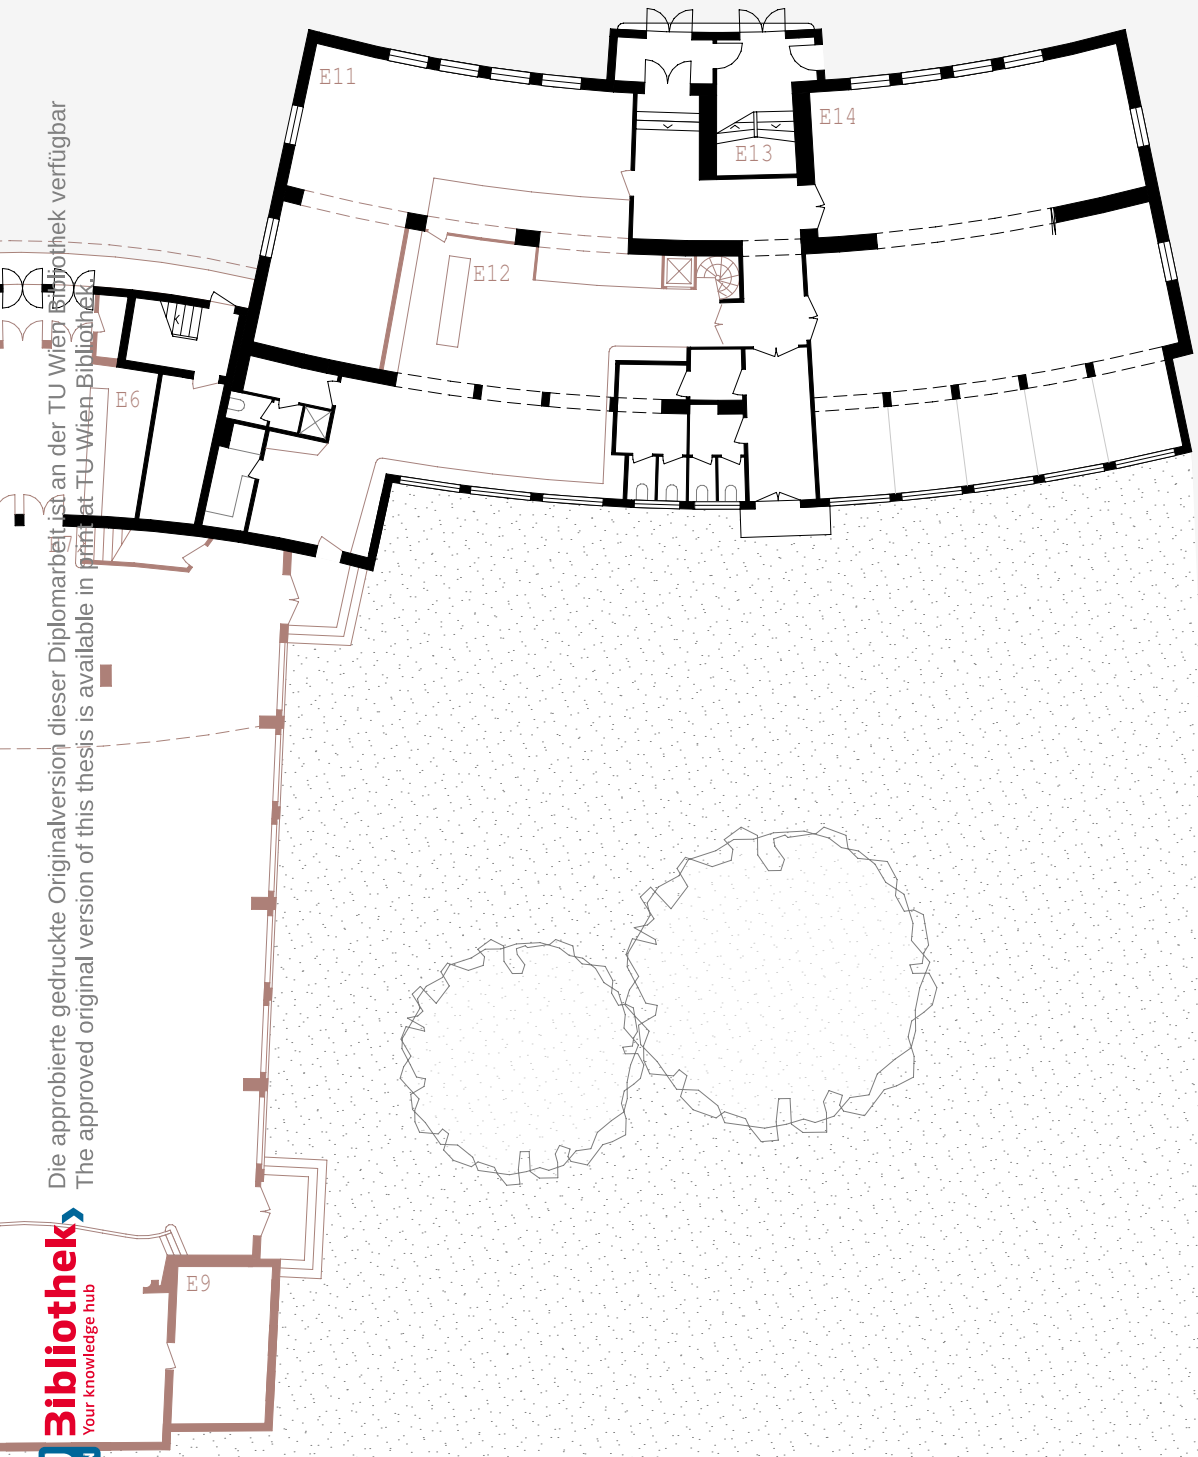 E11
E14
E13
E12
E6
E7
E9
Die approbierte gedruckte Originalversion dieser Diplomarbeit ist an der TU Wien Bibliothek verfügbar
The approved original version of this thesis is available in print at TU Wien Bibliothek.
Bibliothek
Your knowledge hub